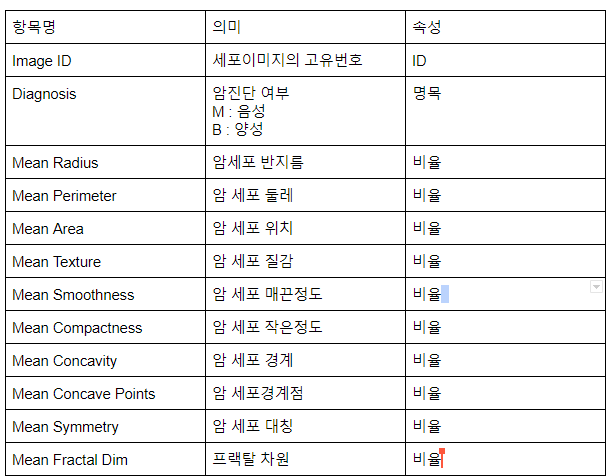 항목명 의미 속성
Image ID 세포이미지의 고유번호 ID
Diagnosis 암진단 여부 명목
M : 음성
B : 양성
Mean Radius 암세포 반지름 비율
Mean Perimeter 암 세포 둘레 비율
Mean Area 암 세포 위치 비율
Mean Texture 암 세포 질감 비율
Mean Smoothness 암 세포 매끈정도 비율
Mean Compactness 암 세포 작은정도 비율
Mean Concavity 암 세포 경계 비율
Mean Concave Points 암 세포경계점 비율
Mean Symmetry 암 세포 대칭 비율
Mean Fractal Dim 프랙탈 차원 비율